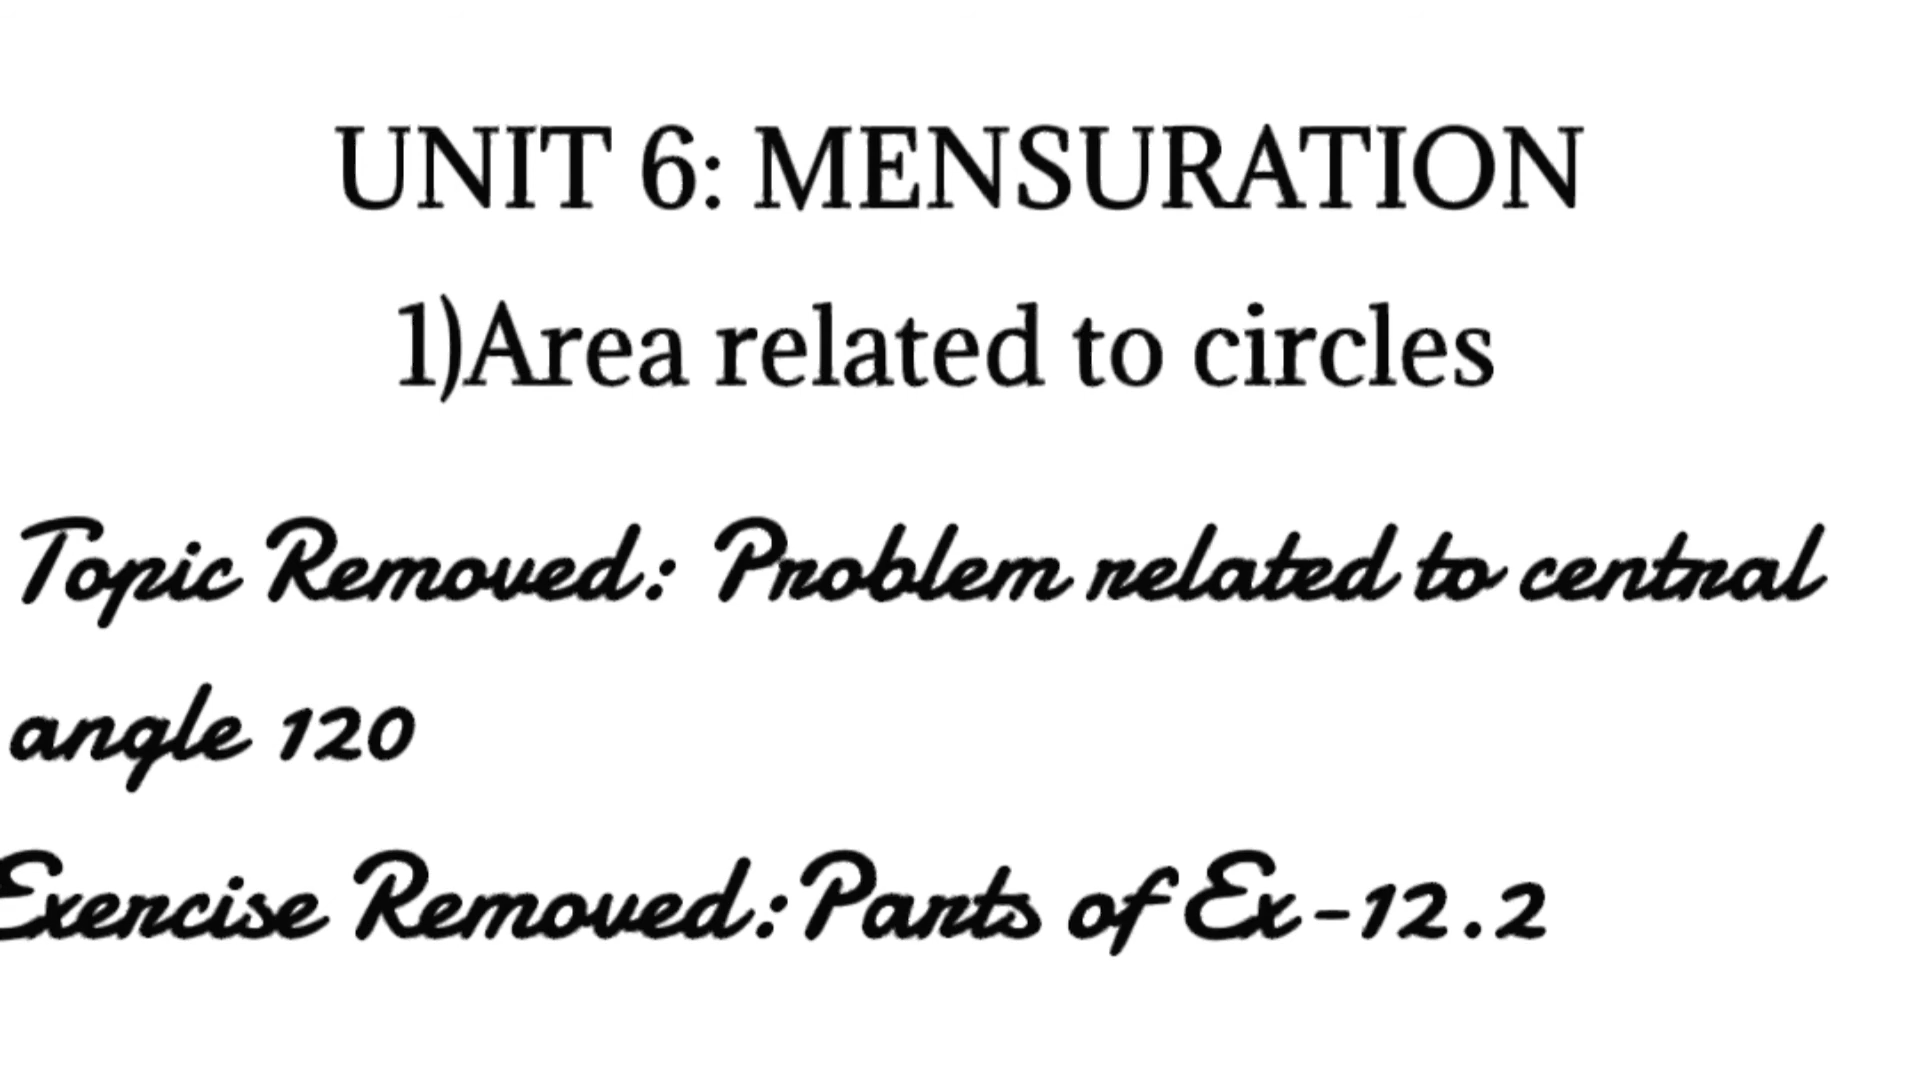 UNIT 6: MENSURATION
1)Area related to circles
Topic Removed: Problem related to central
angle 120
Exercise Removed:Parts of Ex-12.2